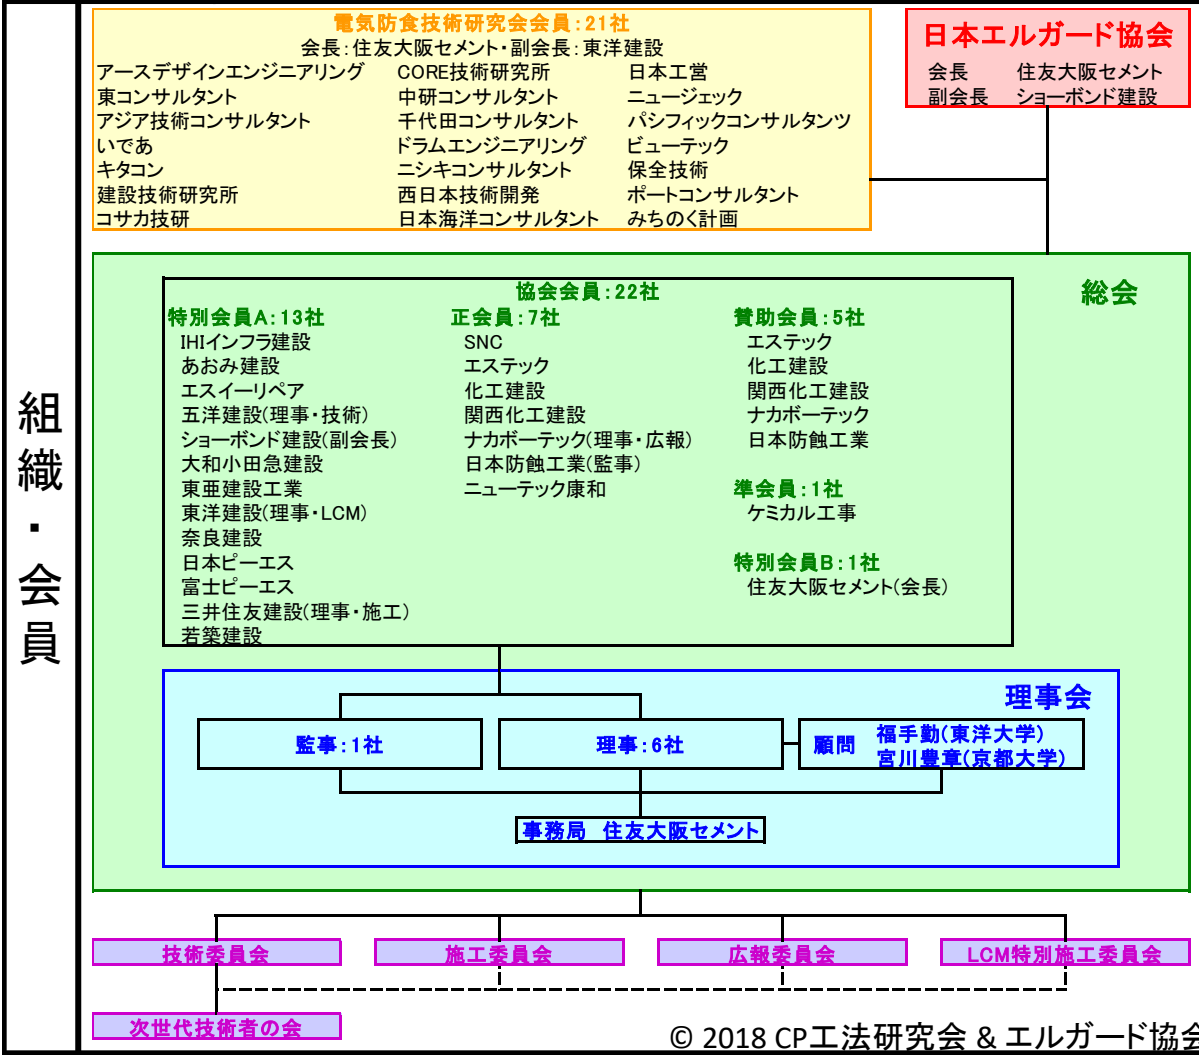 組織・会員
電気防食技術研究会会員:21社
会長:住友大阪セメント・副会長:東洋建設
アースデザインエンジニアリング CORE技術研究所 日本工営
東コンサルタント 中研コンサルタント ニュージェック
アジア技術コンサルタント 千代田コンサルタント パシフィックコンサルタンツ
いであ ドラムエンジニアリング ビューテック
キタコン ニシキコンサルタント 保全技術
建設技術研究所 西日本技術開発 ポートコンサルタント
コサカ技研 日本海洋コンサルタント みちのく計画
日本エルガード協会
会長 住友大阪セメント
副会長 ショーボンド建設
総会
協会会員:22社
特別会員A:13社
IHIインフラ建設
あおみ建設
エスイーリペア
五洋建設(理事・技術)
ショーボンド建設(副会長)
大和小田急建設
東亜建設工業
東洋建設(理事・LCM)
奈良建設
日本ピーエス
富士ピーエス
三井住友建設(理事・施工)
若築建設
正会員:7社
SNC
エステック
化工建設
関西化工建設
ナカボーテック(理事・広報)
日本防蝕工業(監事)
ニューテック康和
賛助会員:5社
エステック
化工建設
関西化工建設
ナカボーテック
日本防蝕工業
準会員:1社
ケミカル工事
特別会員B:1社
住友大阪セメント(会長)
理事会
監事:1社
理事:6社
顧問 福手勤(東洋大学)
宮川豊章(京都大学)
事務局 住友大阪セメント
技術委員会
施工委員会
広報委員会
LCM特別施工委員会
次世代技術者の会
© 2018 CP工法研究会 & エルガード協会